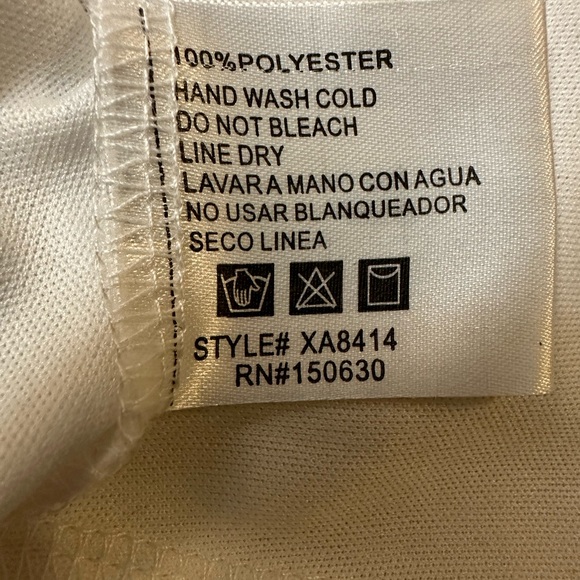 100%POLYESTER
HAND WASH COLD
DO NOT BLEACH
LINE DRY
LAVAR A MANO CON AGUA
NO USAR BLANQUEADOR
SECO LINEA
STYLE# XA8414
RN#150630